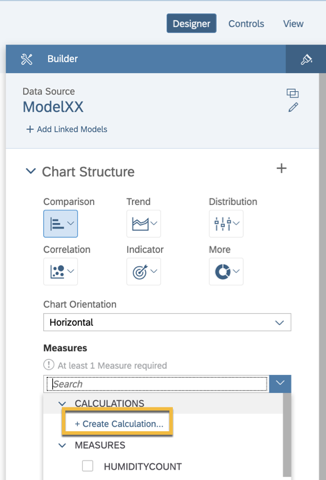 Designer Controls View
Builder
Data Source
ModelXX
+ Add Linked Models
Chart Structure +
Comparison Trend Distribution
Correlation Indicator More
Chart Orientation
Horizontal
Measures
At least 1 Measure required
Search
CALCULATIONS
+ Create Calculation...
MEASURES
HUMIDITYCOUNT